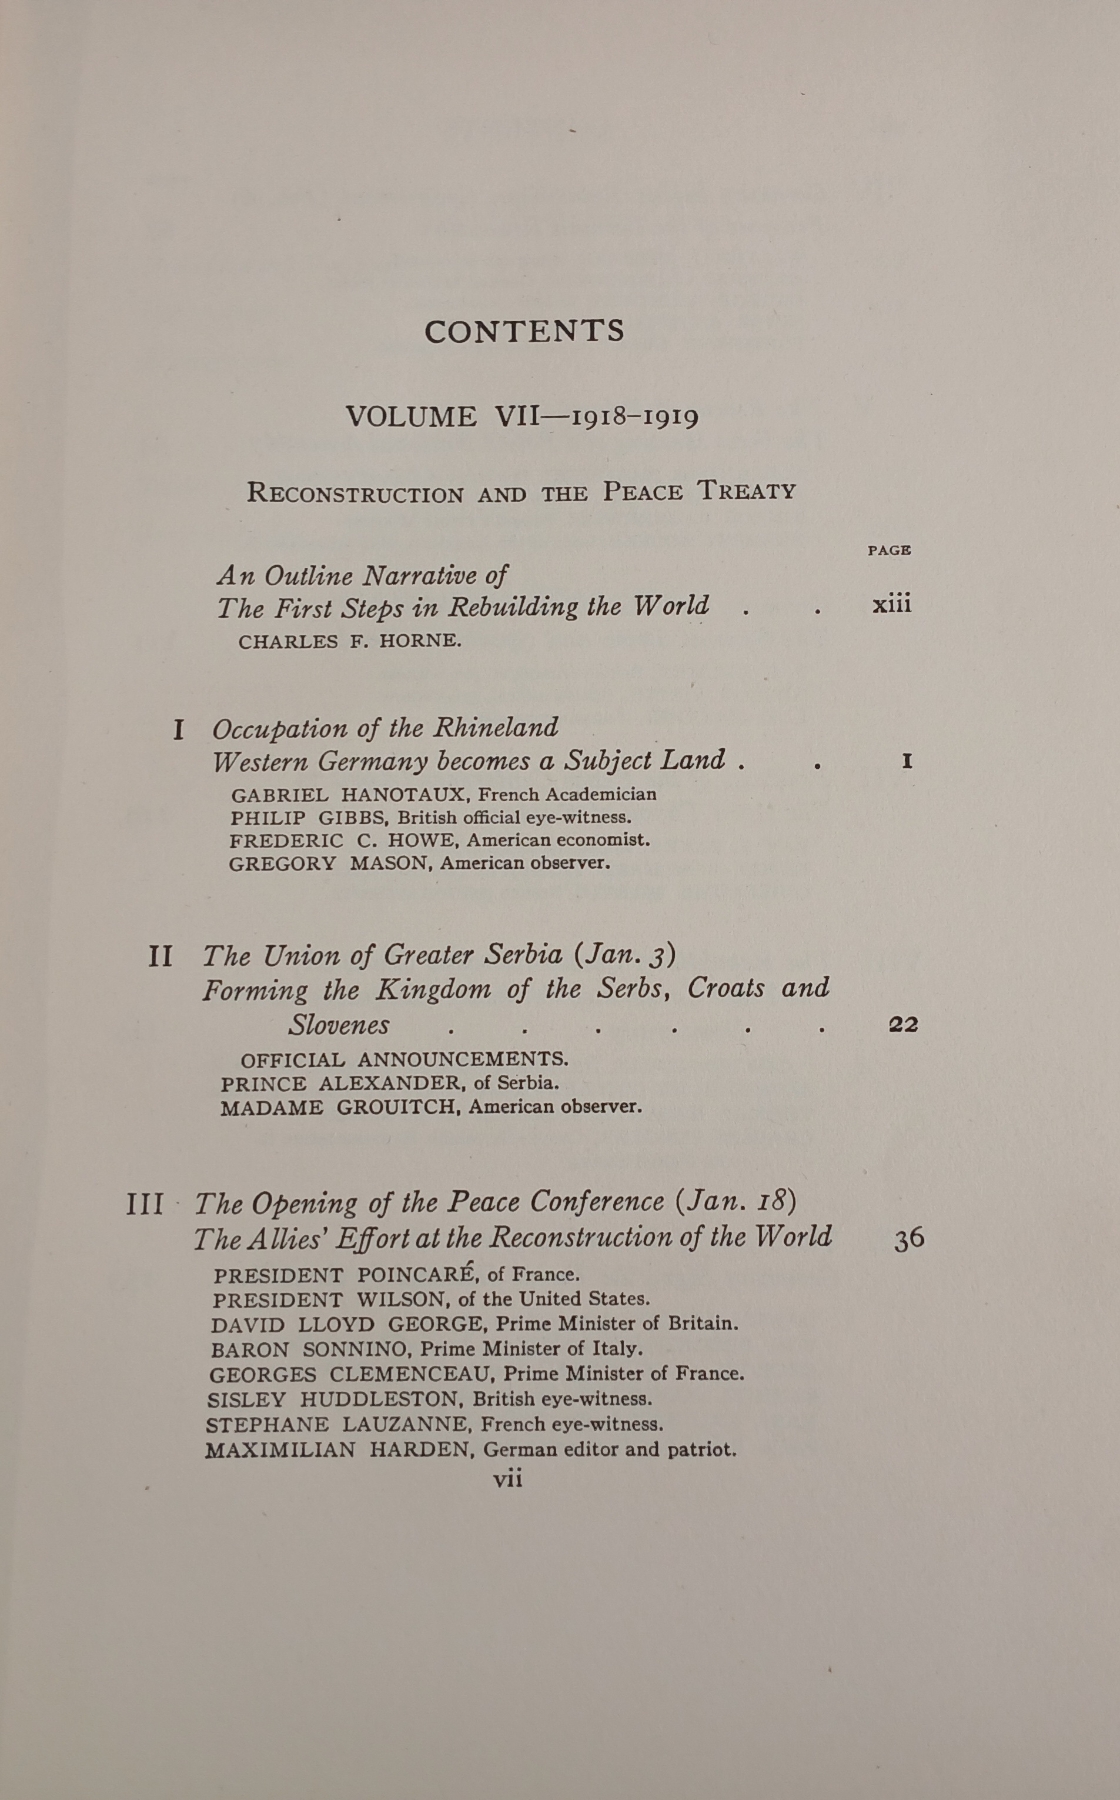 CONTENTS
VOLUME VII—1918–1919
RECONSTRUCTION AND THE PEACE TREATY
PAGE
An Outline Narrative of
The First Steps in Rebuilding the World . . xiii
CHARLES F. HORNE.
I Occupation of the Rhineland
Western Germany becomes a Subject Land . . 1
GABRIEL HANOTAUX, French Academician
PHILIP GIBBS, British official eye-witness.
FREDERIC C. HOWE, American economist.
GREGORY MASON, American observer.
II The Union of Greater Serbia (Jan. 3)
Forming the Kingdom of the Serbs, Croats and
Slovenes . . . . . . 22
OFFICIAL ANNOUNCEMENTS.
PRINCE ALEXANDER, of Serbia.
MADAME GROUITCH, American observer.
III The Opening of the Peace Conference (Jan. 18)
The Allies' Effort at the Reconstruction of the World 36
PRESIDENT POINCARÉ, of France.
PRESIDENT WILSON, of the United States.
DAVID LLOYD GEORGE, Prime Minister of Britain.
BARON SONNINO, Prime Minister of Italy.
GEORGES CLEMENCEAU, Prime Minister of France.
SISLEY HUDDLESTON, British eye-witness.
STEPHANE LAUZANNE, French eye-witness.
MAXIMILIAN HARDEN, German editor and patriot.
vii